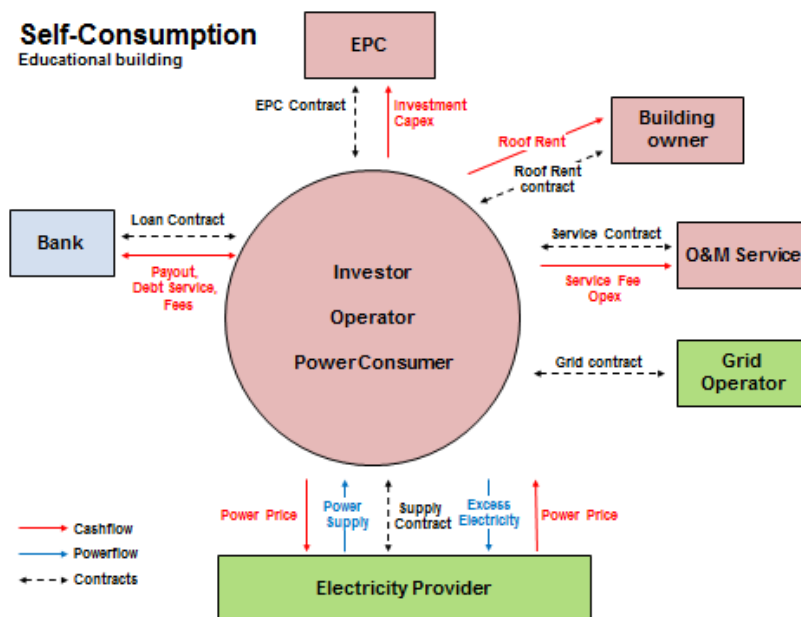 Self-Consumption
Educational building
EPC
EPC Contract
Investment
Capex
Building
owner
Roof Rent
Roof Rent
contract
Bank
Loan Contract
Payout,
Debt Service,
Fees
Investor
Operator
Power Consumer
Service Contract
O&M Service
Service Fee
Opex
Grid contract
Grid
Operator
Power Price
Power
Supply
Supply
Contract
Excess
Electricity
Power Price
Cashflow
Powerflow
Contracts
Electricity Provider